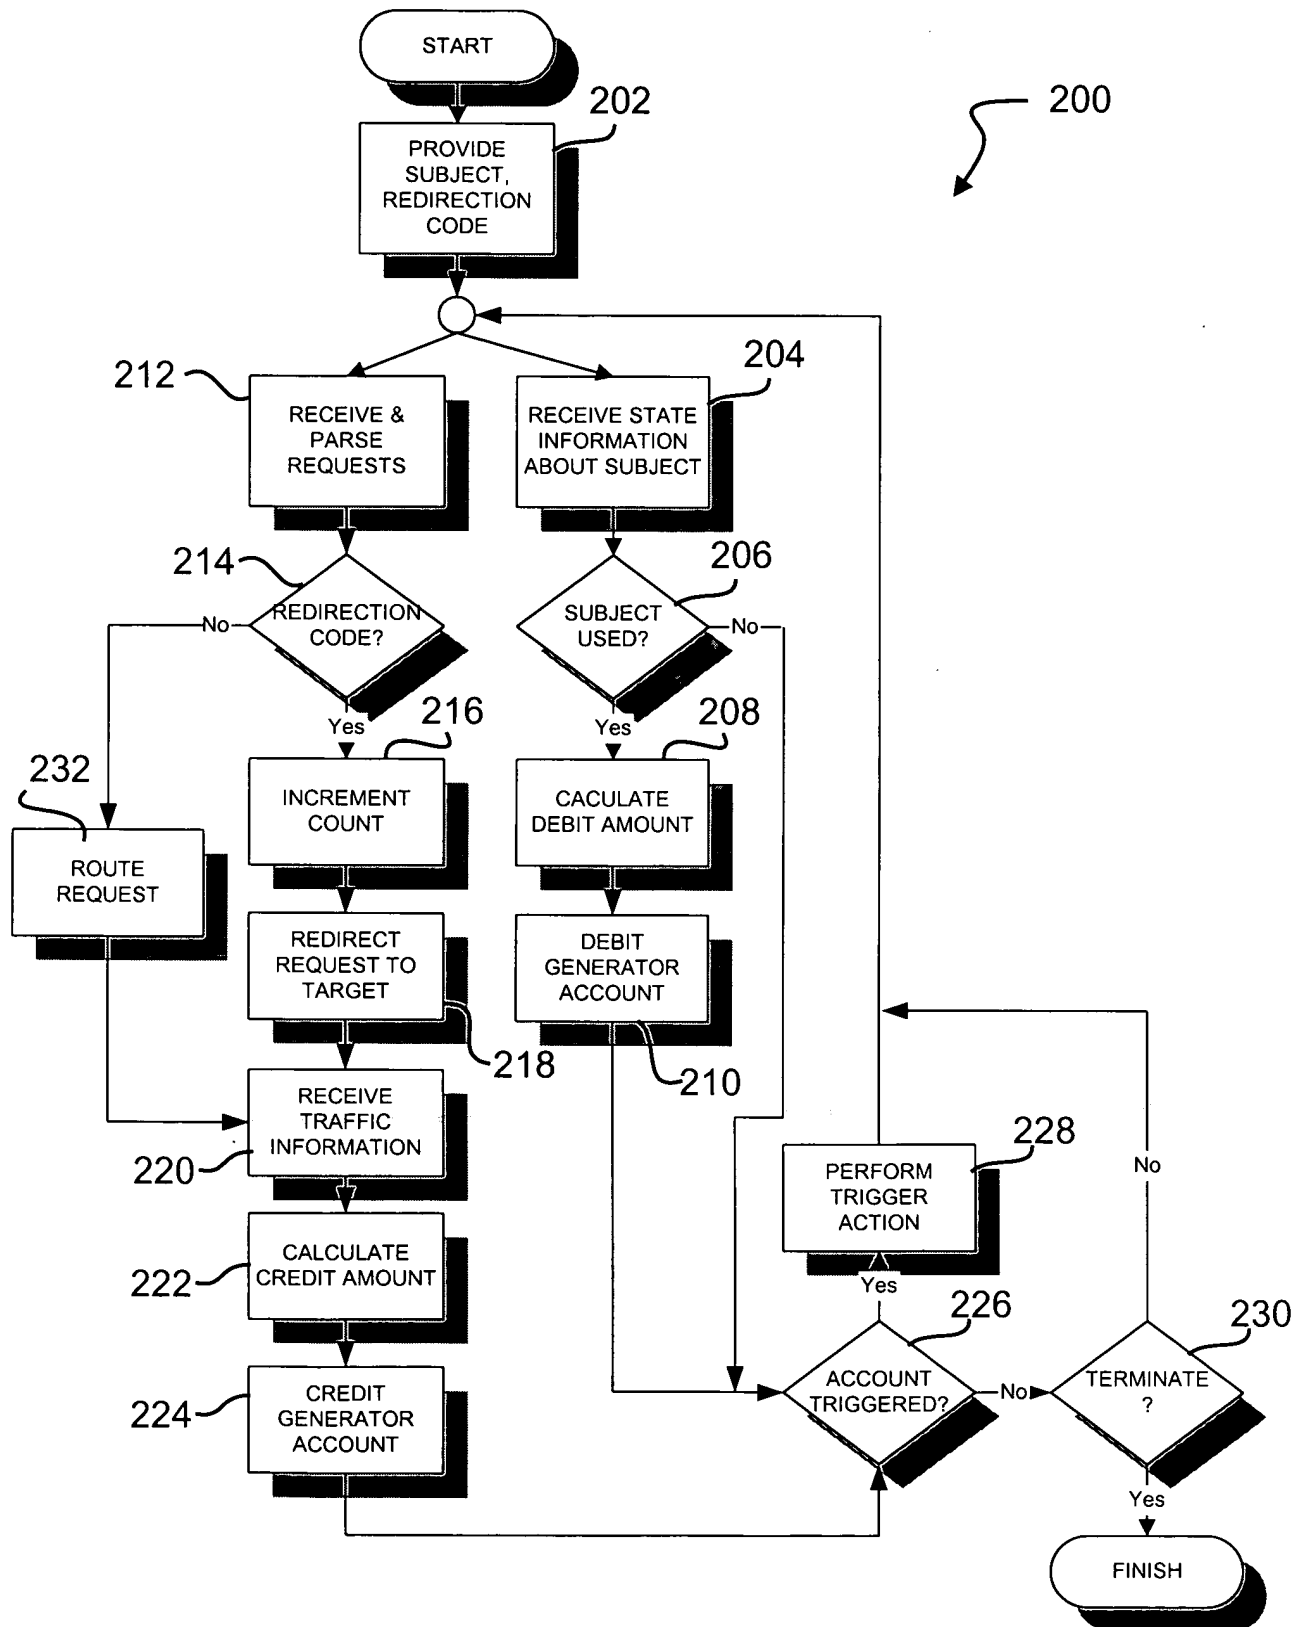 START
202
200
PROVIDE
SUBJECT,
REDIRECTION
CODE
212
204
RECEIVE &
PARSE
REQUESTS
RECEIVE STATE
INFORMATION
ABOUT SUBJECT
214
206
REDIRECTION
CODE?
No
SUBJECT
USED?
No
Yes
Yes
216
208
232
INCREMENT
COUNT
CACULATE
DEBIT AMOUNT
ROUTE
REQUEST
REDIRECT
REQUEST TO
TARGET
218
DEBIT
GENERATOR
ACCOUNT
210
RECEIVE
TRAFFIC
INFORMATION
220
228
PERFORM
TRIGGER
ACTION
No
CALCULATE
CREDIT AMOUNT
222
Yes
226
230
CREDIT
GENERATOR
ACCOUNT
224
ACCOUNT
TRIGGERED?
No
TERMINATE
?
Yes
FINISH